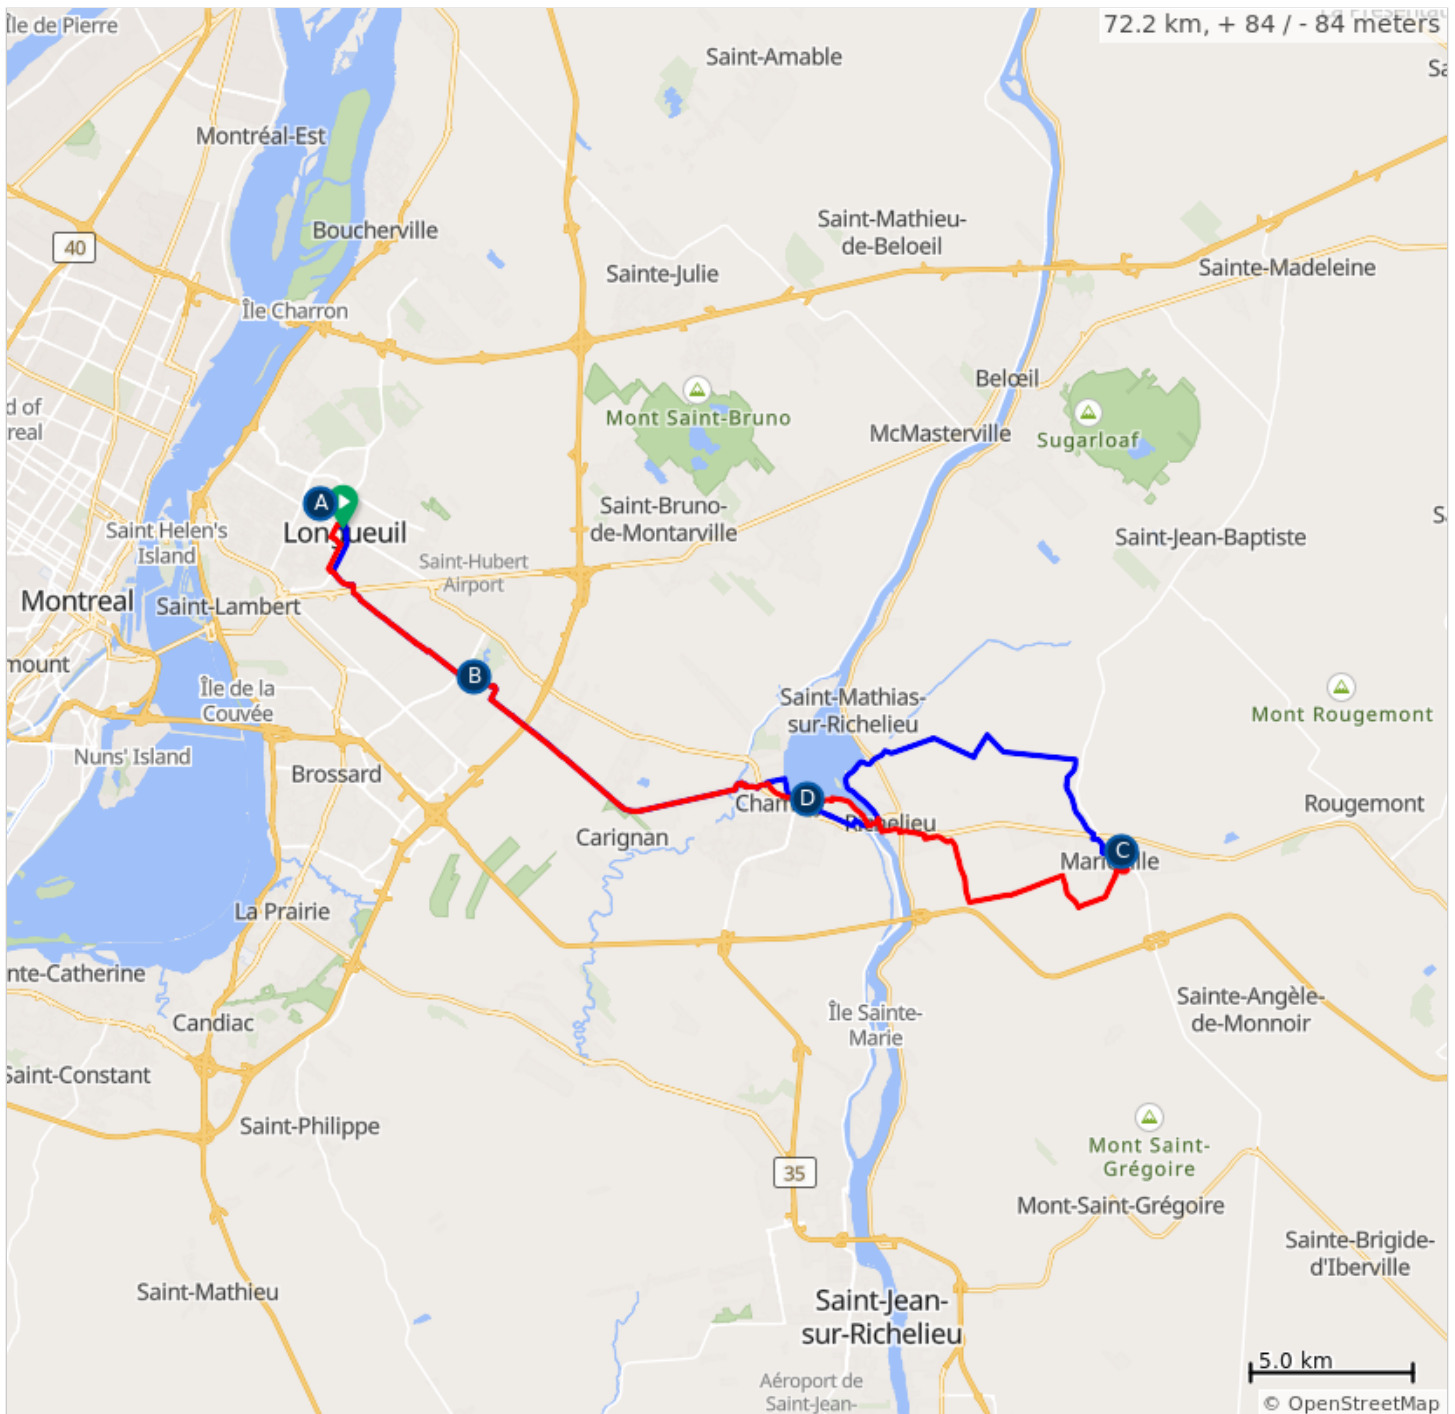 Île de Pierre
72.2 km, + 84 / - 84 meters
Saint-Amable
Montréal-Est
Boucherville
Saint-Mathieu-
de-Beloeil
40
Sainte-Julie
Sainte-Madeleine
Île Charron
Belœil
Mont Saint-Bruno
d of
real
McMasterville
Sugarloaf
A
Longueuil
Saint-Bruno-
de-Montarville
Saint Helen's
Island
Saint-Jean-Baptiste
Saint-Hubert
Airport
Montreal
Saint-Lambert
mount
B
Île de la
Couvée
Saint-Mathias-
sur-Richelieu
Mont Rougemont
Nuns' Island
Brossard
Cham
D
Richelieu
Rougemont
Carignan
C
Marieville
La Prairie
nte-Catherine
Candiac
Île Sainte-
Marie
Sainte-Angèle-
de-Monnoir
Saint-Constant
Saint-Philippe
Mont Saint-
Grégoire
35
Mont-Saint-Grégoire
Sainte-Brigide-
d'Iberville
Saint-Mathieu
Saint-Jean-
sur-Richelieu
5.0 km
Aéroport de
Saint-Jean-
© OpenStreetMap